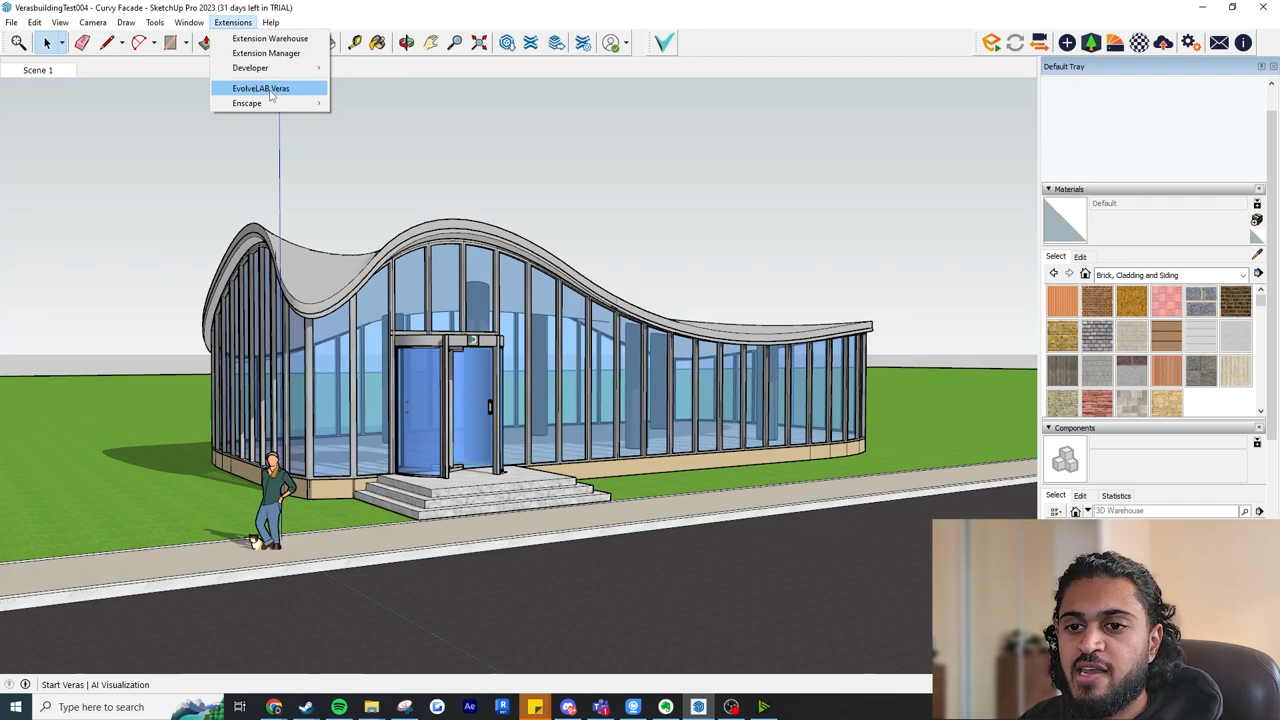 VerasbuildingTest004 - Curvy Facade - SketchUp Pro 2023 (31 days left in TRIAL)
File Edit View Camera Draw Tools Window Extensions Help
Extension Warehouse
Extension Manager
Developer
EvolveLAB Veras
Enscape
Scene 1
Default Tray
Materials
Default
Select Edit
Brick, Cladding and Siding
Components
Select Edit Statistics
3D Warehouse
Start Veras | AI Visualization
Type here to search
Ae